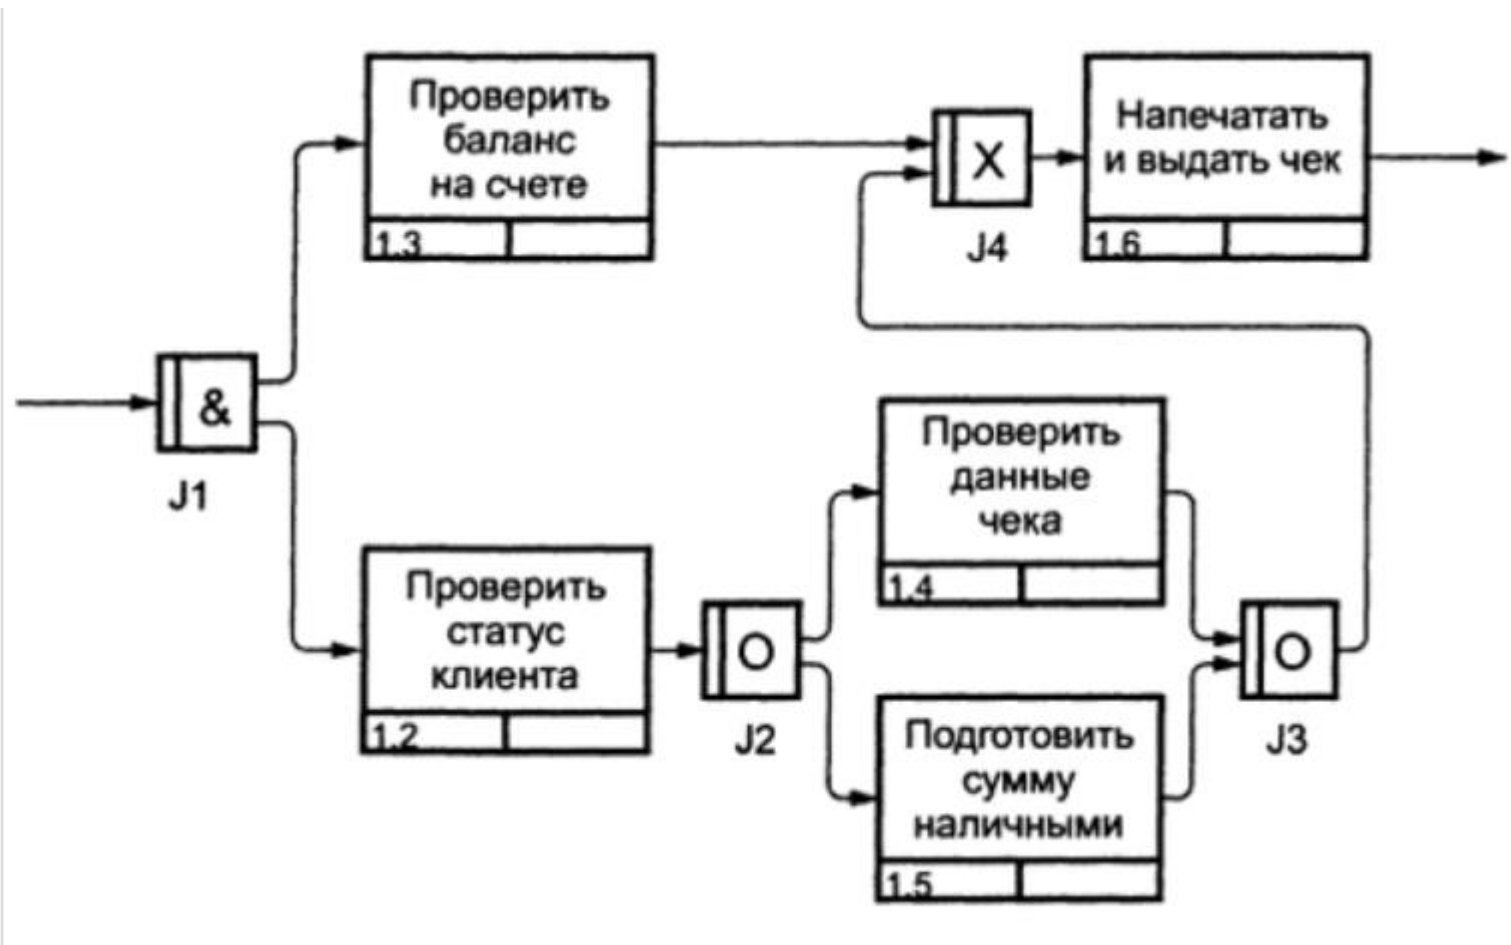 Проверить
баланс
на счете
1.3
X
J4
Напечатать
и выдать чек
1.6
&
J1
Проверить
статус
клиента
1.2
O
J2
Проверить
данные
чека
1.4
Подготовить
сумму
наличными
1.5
O
J3